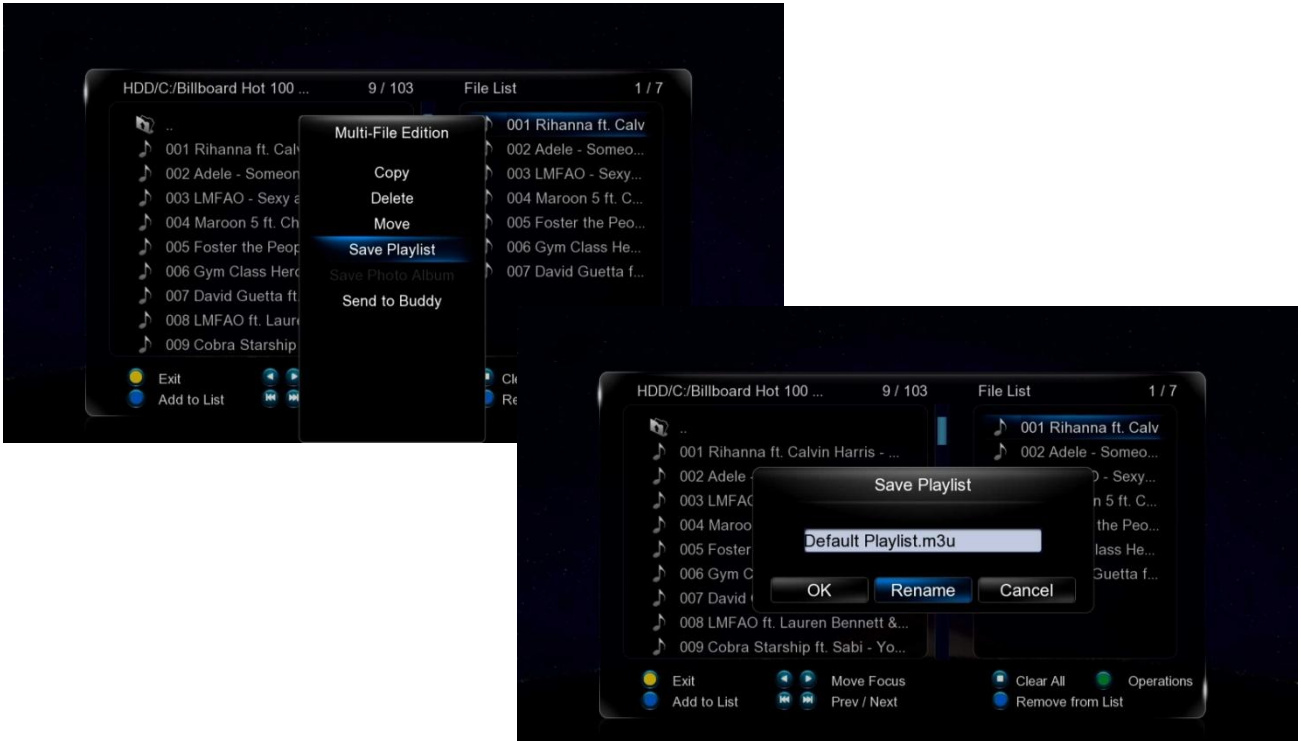 HDD/C:/Billboard Hot 100 ... 9 / 103 File List 1 / 7
..
001 Rihanna ft. Calv
002 Adele - Someon
003 LMFAO - Sexy a
004 Maroon 5 ft. Ch
005 Foster the Peop
006 Gym Class Hero
007 David Guetta ft
008 LMFAO ft. Laure
009 Cobra Starship
Multi-File Edition
Copy
Delete
Move
Save Playlist
Save Photo Album
Send to Buddy
001 Rihanna ft. Calv
002 Adele - Someo...
003 LMFAO - Sexy...
004 Maroon 5 ft. C...
005 Foster the Peo...
006 Gym Class He...
007 David Guetta f...
Exit Cle
Add to List Re
HDD/C:/Billboard Hot 100 ... 9 / 103 File List 1 / 7
..
001 Rihanna ft. Calvin Harris - ...
002 Adele -
003 LMFAO
004 Maroo
005 Foster
006 Gym C
007 David
008 LMFAO ft. Lauren Bennett &...
009 Cobra Starship ft. Sabi - Yo...
Save Playlist
Default Playlist.m3u
OK Rename Cancel
001 Rihanna ft. Calv
002 Adele - Someo...
- Sexy...
n 5 ft. C...
the Peo...
lass He...
Guetta f...
Exit Move Focus Clear All Operations
Add to List Prev / Next Remove from List